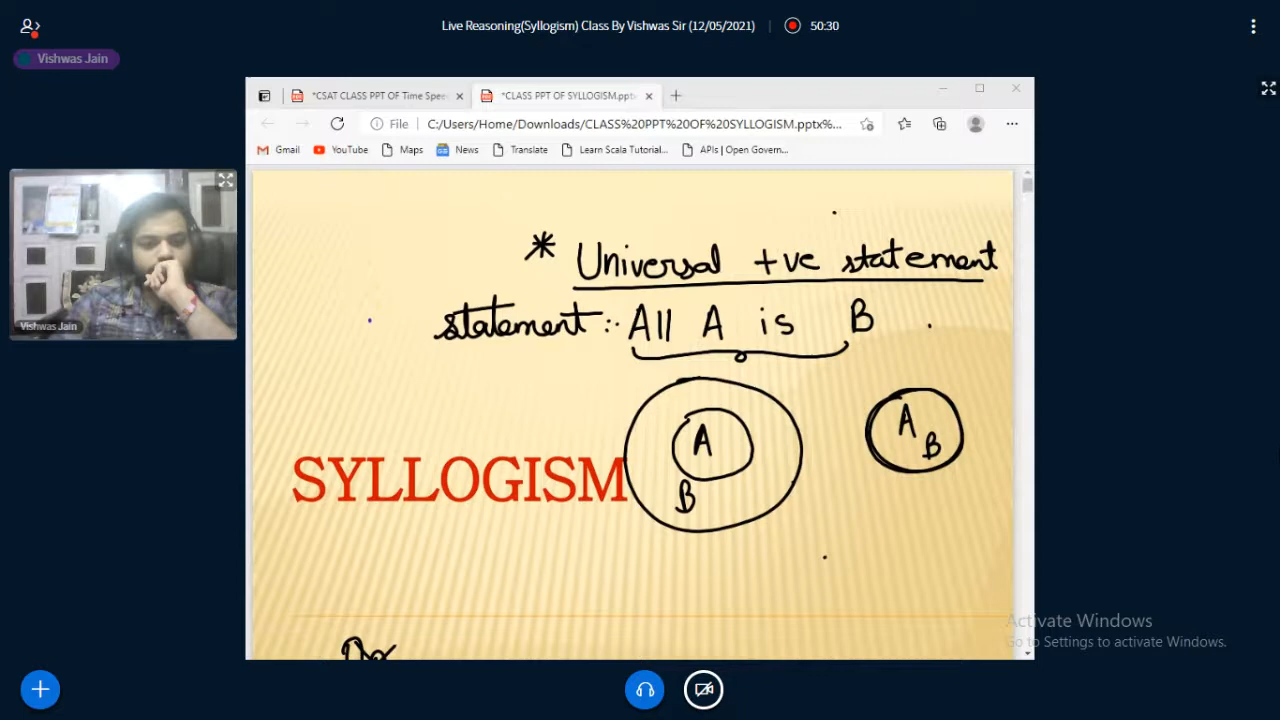 Live Reasoning(Syllogism) Class By Vishwas Sir (12/05/2021)
50:30
Vishwas Jain
*CSAT CLASS PPT OF Time Spee
*CLASS PPT OF SYLLOGISM.ppt
File
C:/Users/Home/Downloads/CLASS%20PPT%20OF%20SYLLOGISM.pptx%...
Gmail
YouTube
Maps
News
Translate
Learn Scala Tutorial...
APIs | Open Govern...
* Universal +ve statement
statement:- All A is B
A
B
A
B
SYLLOGISM
Vishwas Jain
Activate Windows
Go to Settings to activate Windows.